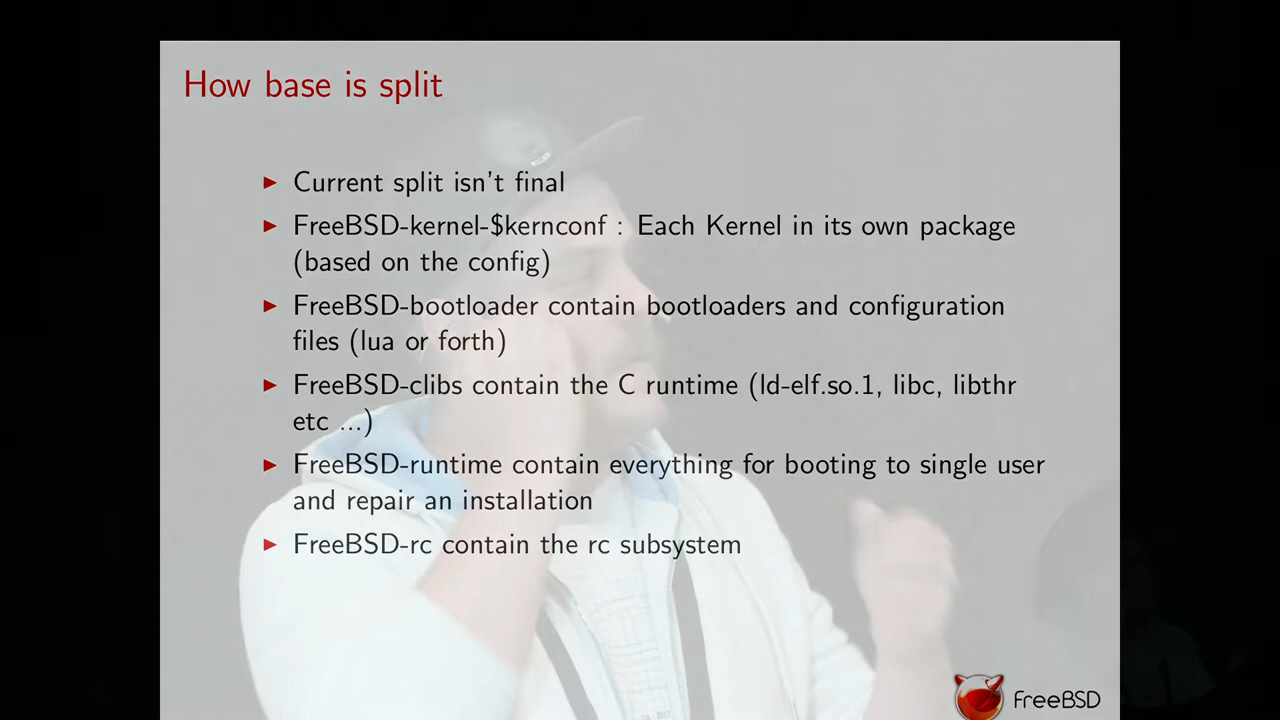 How base is split
▶ Current split isn't final
▶ FreeBSD-kernel-$kernconf : Each Kernel in its own package
(based on the config)
▶ FreeBSD-bootloader contain bootloaders and configuration
files (lua or forth)
▶ FreeBSD-clibs contain the C runtime (ld-elf.so.1, libc, libthr
etc ...)
▶ FreeBSD-runtime contain everything for booting to single user
and repair an installation
▶ FreeBSD-rc contain the rc subsystem
FreeBSD